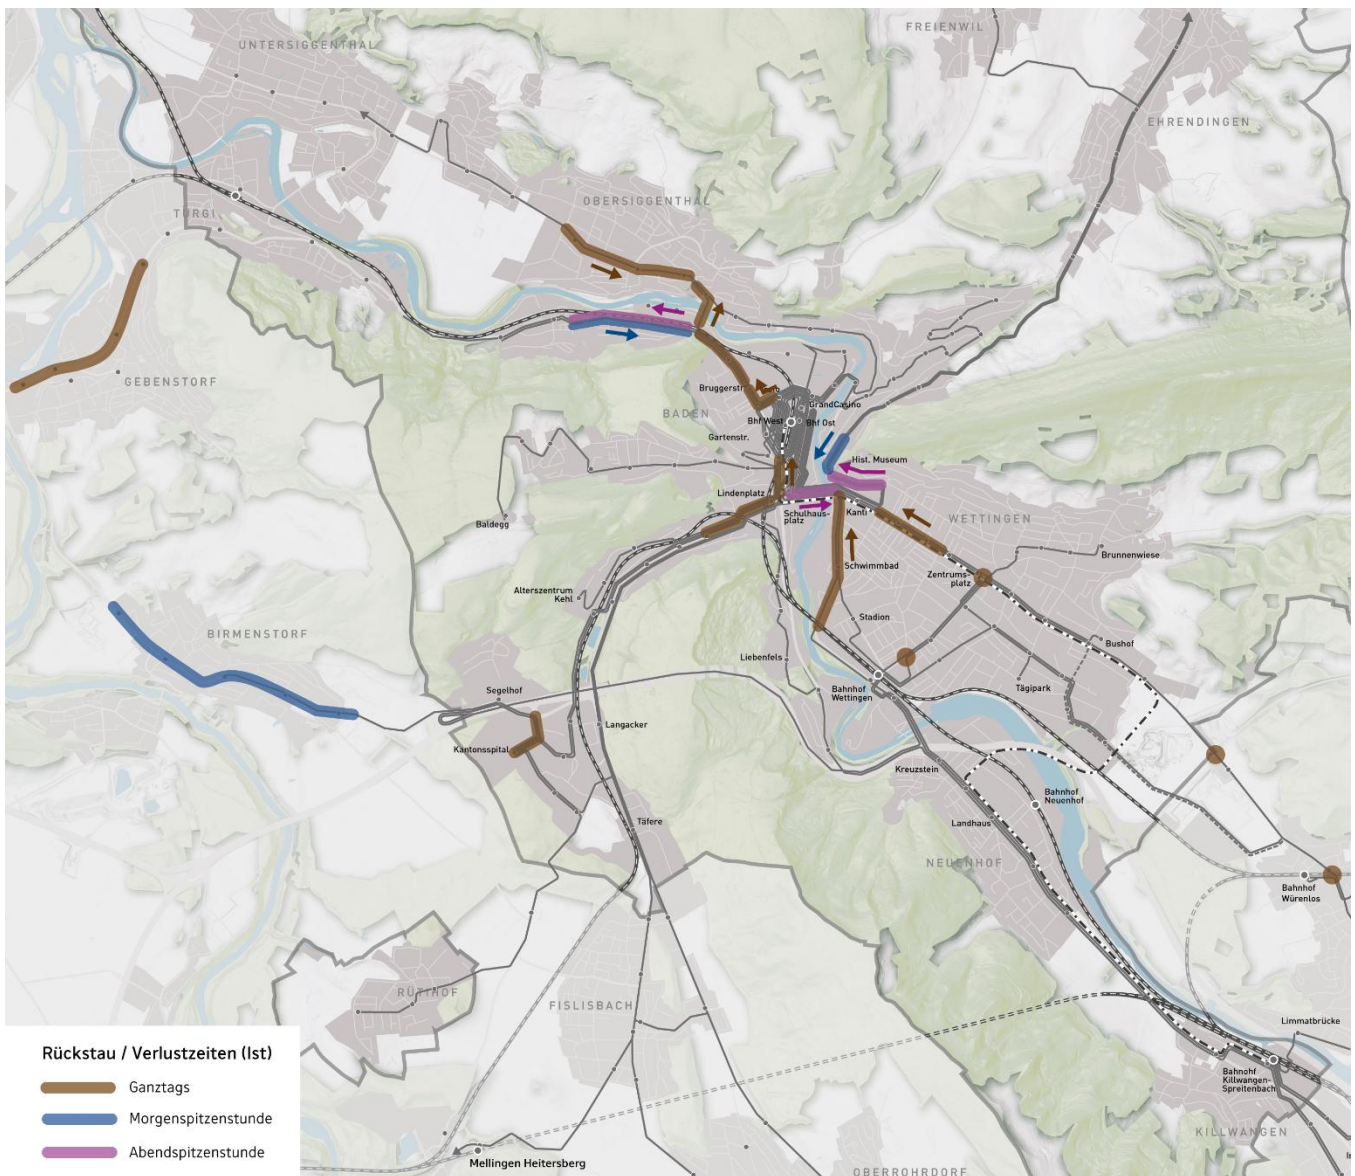 FREIENWIL
UNTERSIGGENTHAL
EHRENDINGEN
OBERSIGGENTHAL
TURGI
GEBENSTORF
Bruggerstr.
GrandCasino
BADEN
Bhf West
Bhf Ost
Gartenstr.
Hist. Museum
Lindenplatz
Schulhaus-
platz
Kanti
WETTINGEN
Baldegg
Brunnenwiese
Schwimmbad
Zentrums-
platz
Alterszentrum
Kehl
Stadion
BIRMENSTORF
Bushof
Liebenfels
Tägipark
Bahnhof
Wettingen
Segelhof
Langacker
Kantonsspital
Kreuzstein
Bahnhof
Neuenhof
Landhaus
Täfere
NEUENHOF
Bahnhof
Würenlos
RÜTIHOF
FISLISBACH
Limmatbrücke
Bahnohf
Killwangen-
Spreitenbach
KILLWANGEN
Mellingen Heitersberg
OBERROHRDORF
Rückstau / Verlustzeiten (Ist)
Ganztags
Morgenspitzenstunde
Abendspitzenstunde